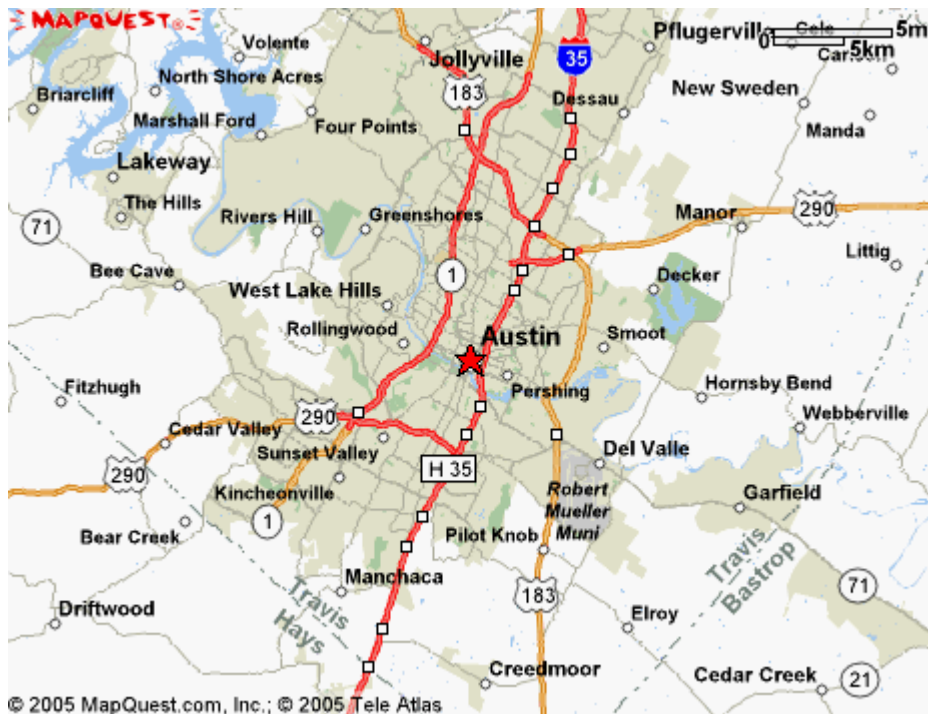 MAPQUEST
Volente
Jollyville
Pflugerville
Cele
0
5m
5km
35
183
Briarcliff
North Shore Acres
Dessau
New Sweden
Marshall Ford
Four Points
Manda
Lakeway
The Hills
Rivers Hill
Greenshores
Manor
290
71
Littig
Bee Cave
1
Decker
West Lake Hills
Rollingwood
Austin
Smoot
Fitzhugh
Pershing
Hornsby Bend
290
Webberville
Cedar Valley
Sunset Valley
Del Valle
290
H 35
Kincheonville
Robert
Mueller
Muni
Garfield
1
Bear Creek
Pilot Knob
Manchaca
Travis
Bastrop
71
Travis
Hays
183
Driftwood
Elroy
Creedmoor
Cedar Creek
21
© 2005 MapQuest.com, Inc.; © 2005 Tele Atlas